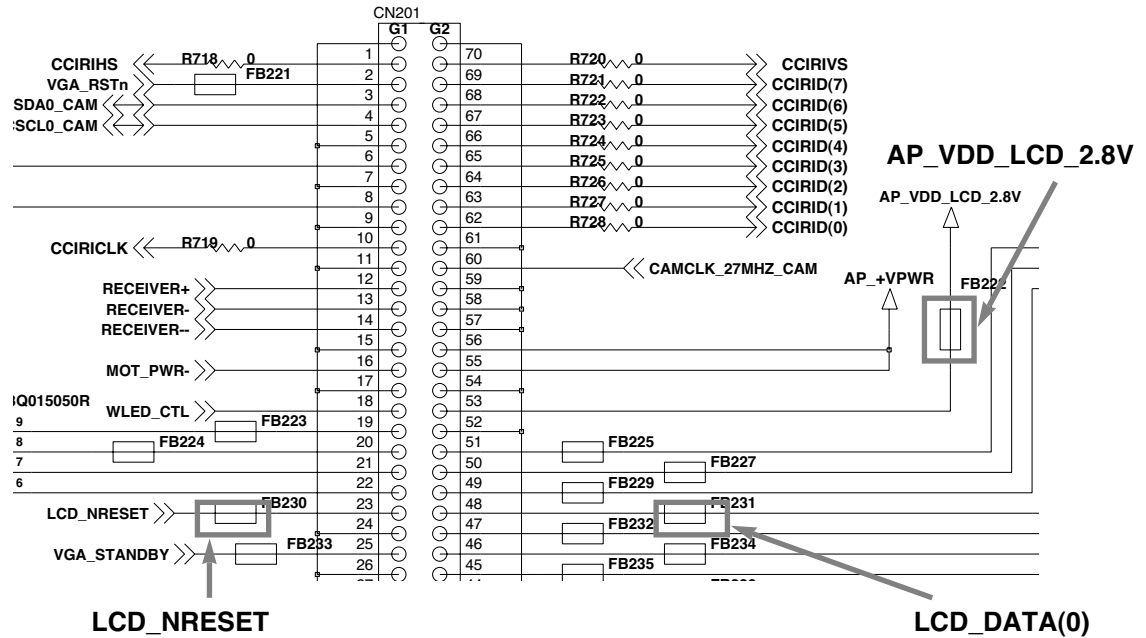 CN201
G1 G2
1 70 R718 0 R720 0 CCIRIHS CCIRIVS
2 69 FB221 R721 0 VGA_RSTn CCIRID(7)
3 68 R722 0 SDA0_CAM CCIRID(6)
4 67 R723 0 SCL0_CAM CCIRID(5)
5 66 R724 0 CCIRID(4)
6 65 R725 0 CCIRID(3)
AP_VDD_LCD_2.8V
7 64 R726 0 CCIRID(2)
8 63 R727 0 CCIRID(1)
AP_VDD_LCD_2.8V
9 62 R728 0 CCIRID(0)
CCIRICLK R719 0 10 61
11 60 CAMCLK_27MHZ_CAM
RECEIVER+ 12 59 AP_+VPWR FB222
RECEIVER- 13 58
RECEIVER-- 14 57
15 56
MOT_PWR- 16 55
17 54
3Q015050R WLED_CTL 18 53
9 FB223 19 52
8 FB224 20 51 FB225
7 21 50 FB227
6 22 49 FB229
LCD_NRESET FB230 23 48 FB231
24 47 FB232
VGA_STANDBY FB233 25 46 FB234
26 45 FB235
LCD_NRESET LCD_DATA(0)